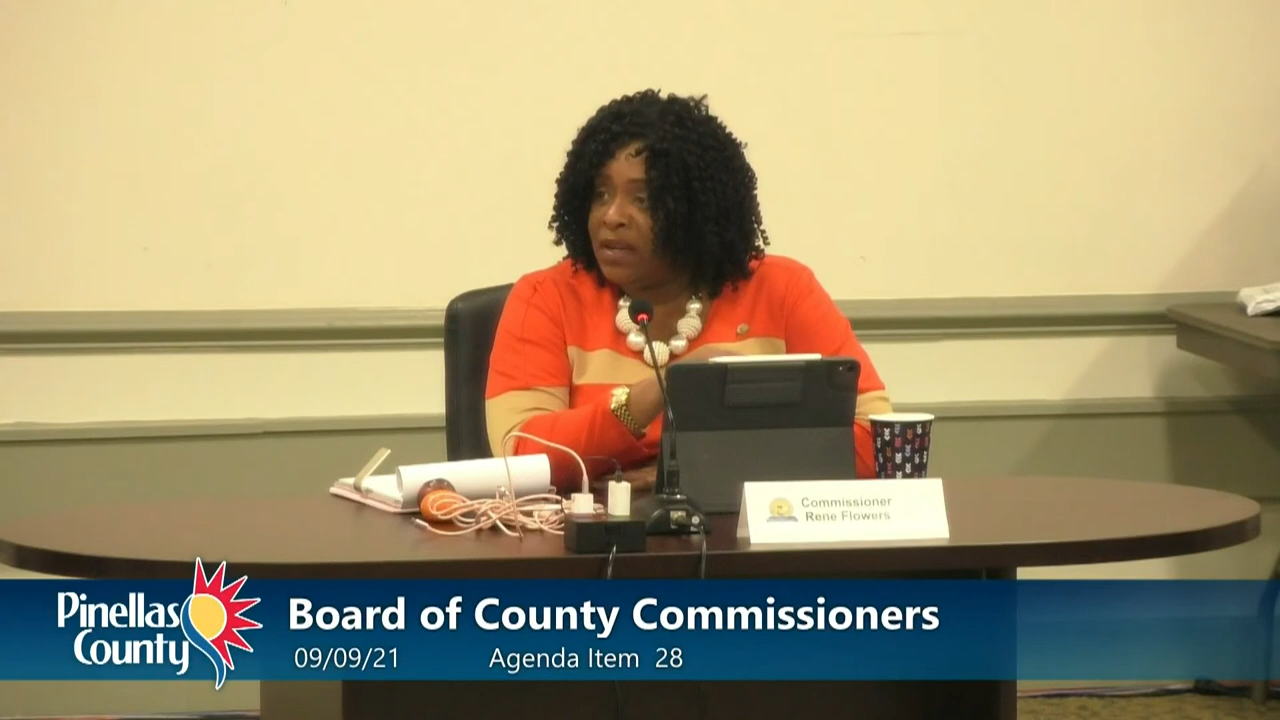 Commissioner
Rene Flowers
Pinellas
County
Board of County Commissioners
09/09/21 Agenda Item 28